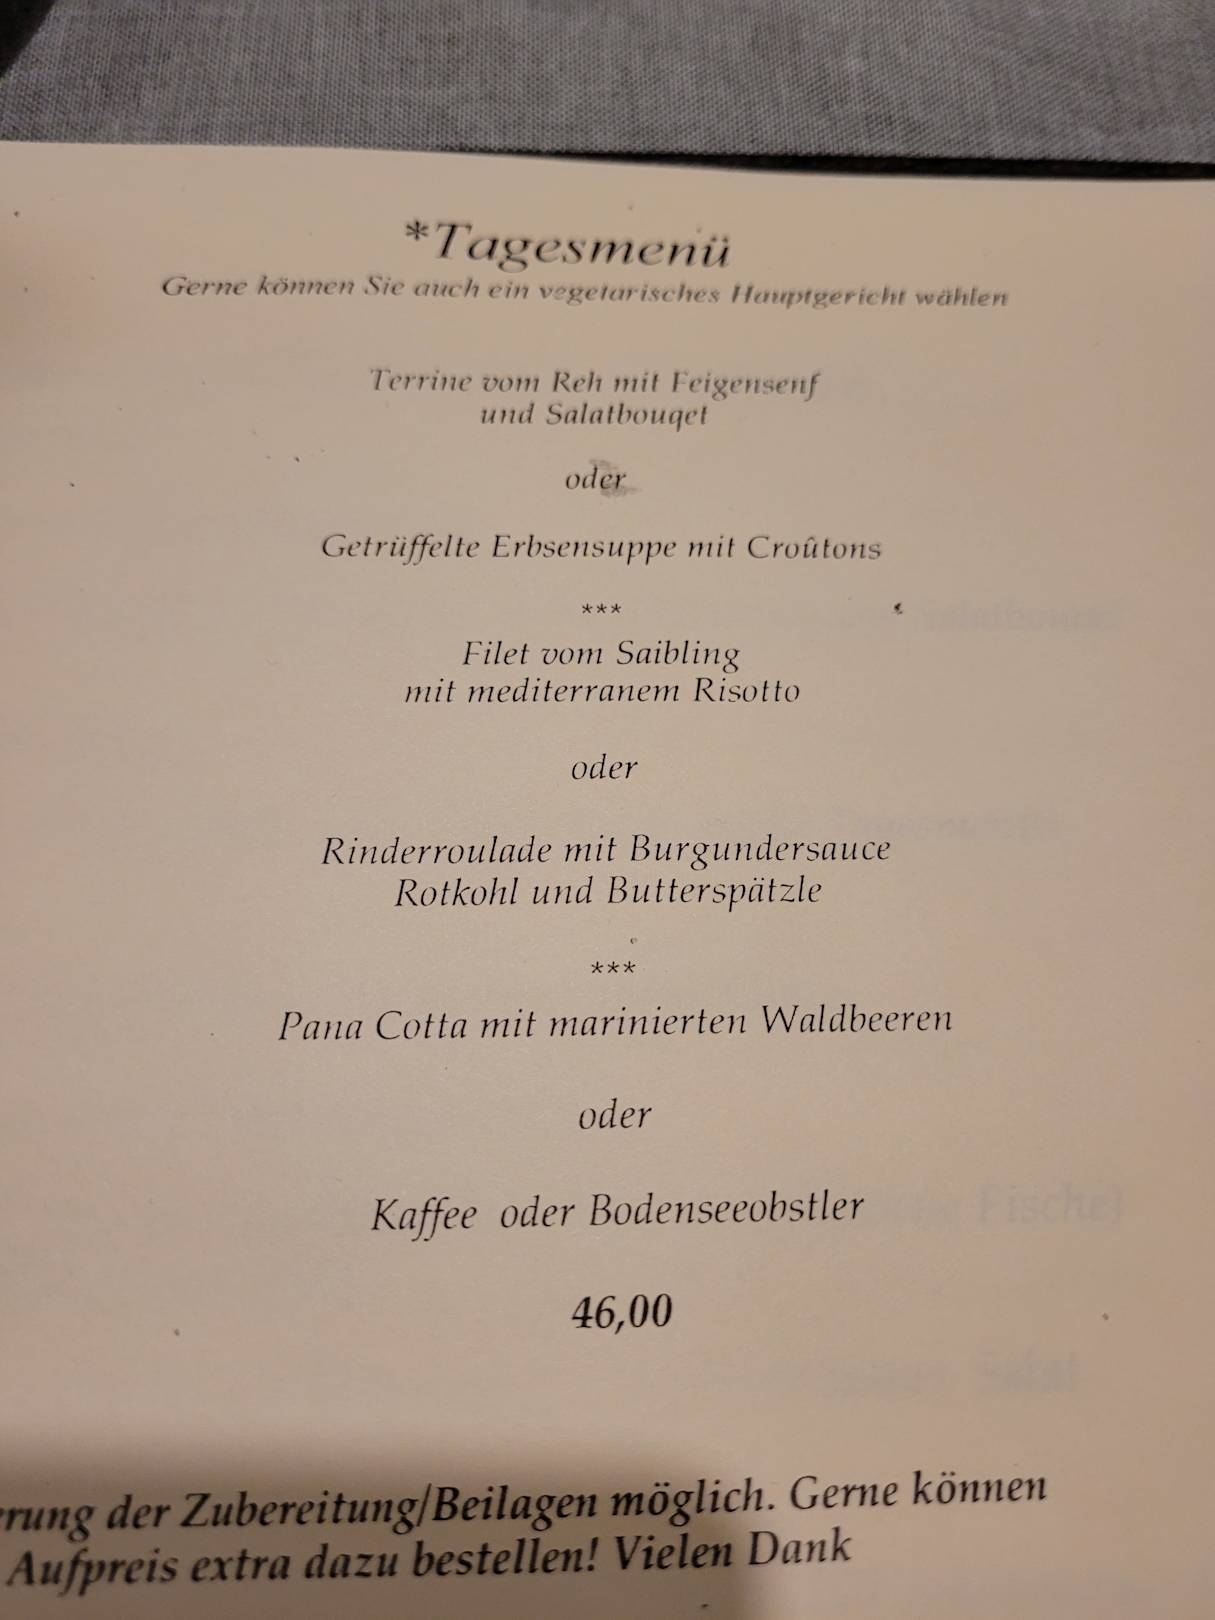 *Tagesmenü
Gerne können Sie auch ein vegetarisches Hauptgericht wählen
Terrine vom Reh mit Feigensenf
und Salatbouqet
oder
Getrüffelte Erbsensuppe mit Croûtons
***
Filet vom Saibling
mit mediterranem Risotto
oder
Rinderroulade mit Burgundersauce
Rotkohl und Butterspätzle
***
Pana Cotta mit marinierten Waldbeeren
oder
Kaffee oder Bodenseeobstler
46,00
rung der Zubereitung/Beilagen möglich. Gerne können
Aufpreis extra dazu bestellen! Vielen Dank